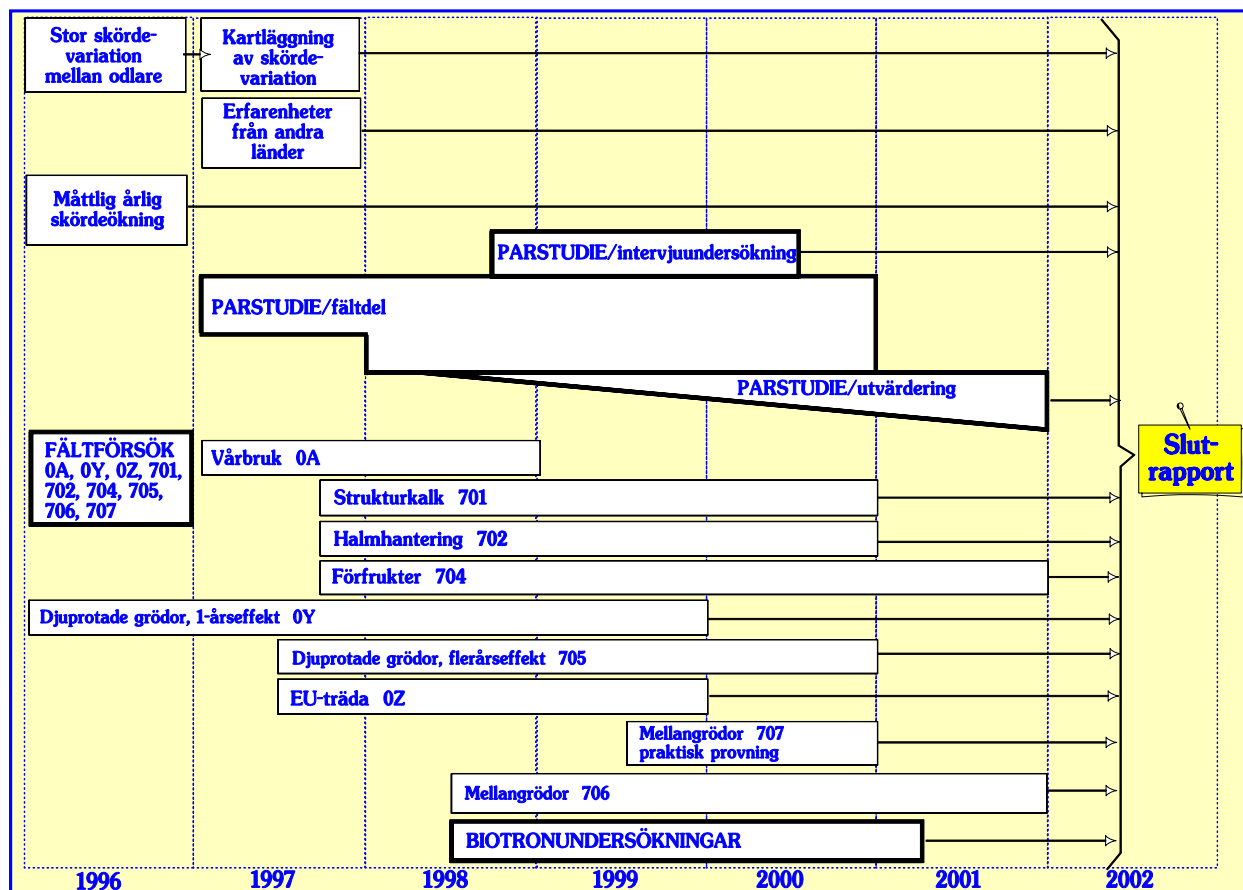 Stor skörde-
variation
mellan odlare
Kartläggning
av skörde-
variation
Erfarenheter
från andra
länder
Måttlig årlig
skördeökning
PARSTUDIE/intervjuundersökning
PARSTUDIE/fältdel
PARSTUDIE/utvärdering
FÄLTFÖRSÖK
0A, 0Y, 0Z, 701,
702, 704, 705,
706, 707
Vårbruk 0A
Strukturkalk 701
Halmhantering 702
Förfrukter 704
Djuprotade grödor, 1-årseffekt 0Y
Djuprotade grödor, flerårseffekt 705
EU-träda 0Z
Mellangrödor 707
praktisk provning
Mellangrödor 706
BIOTRONUNDERSÖKNINGAR
Slut-
rapport
1996 1997 1998 1999 2000 2001 2002